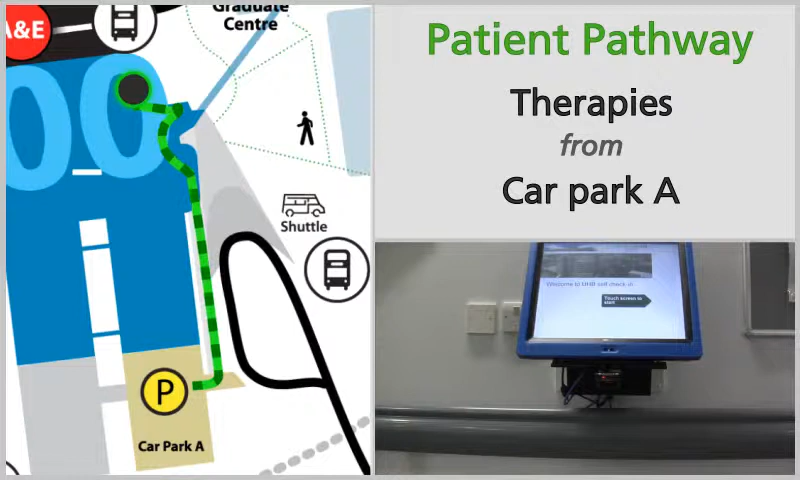 A&E
Graduate
Centre
Shuttle
P
Car Park A
Patient Pathway
Therapies
from
Car park A
Welcome to UHB self check-in
Touch screen to
start